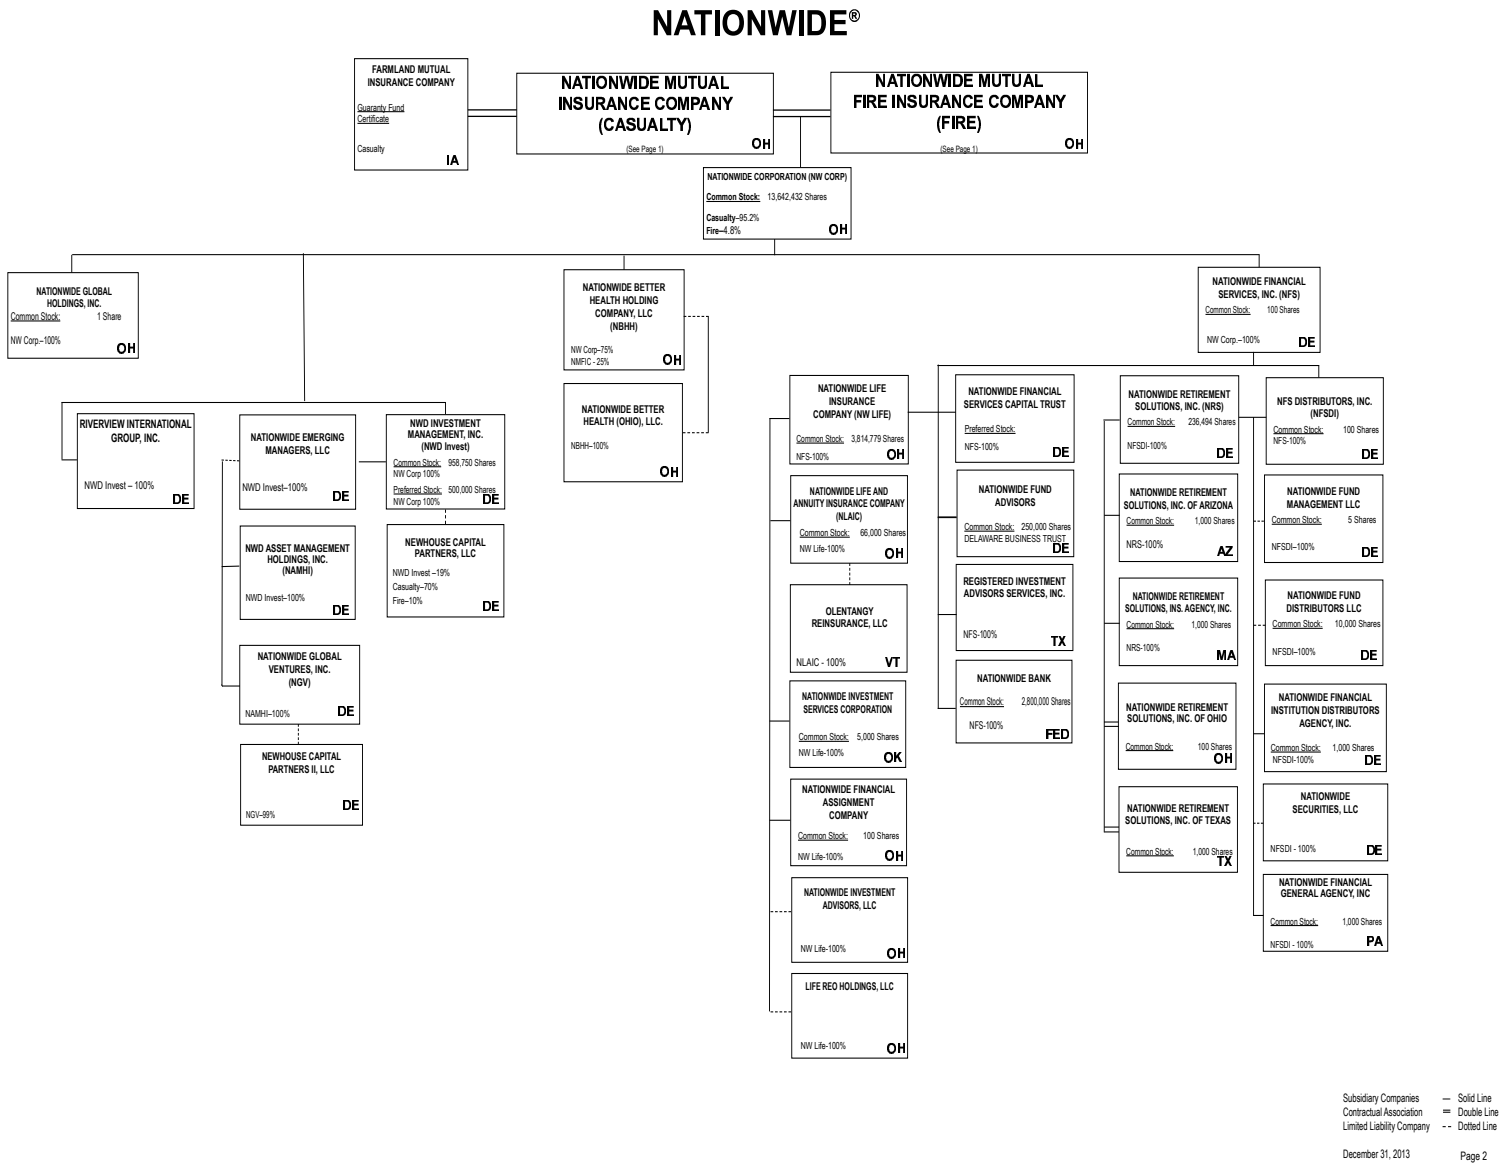 NATIONWIDE®
FARMLAND MUTUAL
INSURANCE COMPANY
Guaranty Fund
Certificate
Casualty
IA
NATIONWIDE MUTUAL
INSURANCE COMPANY
(CASUALTY)
(See Page 1)
OH
NATIONWIDE MUTUAL
FIRE INSURANCE COMPANY
(FIRE)
(See Page 1)
OH
NATIONWIDE CORPORATION (NW CORP)
Common Stock: 13,642,432 Shares
Casualty–95.2%
Fire–4.8%
OH
NATIONWIDE GLOBAL
HOLDINGS, INC.
Common Stock: 1 Share
NW Corp.–100%
OH
NATIONWIDE BETTER
HEALTH HOLDING
COMPANY, LLC
(NBHH)
NW Corp–75%
NMFIC - 25%
OH
NATIONWIDE FINANCIAL
SERVICES, INC. (NFS)
Common Stock: 100 Shares
NW Corp.–100%
DE
RIVERVIEW INTERNATIONAL
GROUP, INC.
NWD Invest – 100%
DE
NATIONWIDE EMERGING
MANAGERS, LLC
NWD Invest–100%
DE
NWD INVESTMENT
MANAGEMENT, INC.
(NWD Invest)
Common Stock: 958,750 Shares
NW Corp 100%
Preferred Stock: 500,000 Shares
NW Corp 100%
DE
NATIONWIDE BETTER
HEALTH (OHIO), LLC.
NBHH–100%
OH
NWD ASSET MANAGEMENT
HOLDINGS, INC.
(NAMHI)
NWD Invest–100%
DE
NEWHOUSE CAPITAL
PARTNERS, LLC
NWD Invest –19%
Casualty–70%
Fire–10%
DE
NATIONWIDE GLOBAL
VENTURES, INC.
(NGV)
NAMHI–100%
DE
NEWHOUSE CAPITAL
PARTNERS II, LLC
NGV–99%
DE
NATIONWIDE LIFE
INSURANCE
COMPANY (NW LIFE)
Common Stock: 3,814,779 Shares
NFS-100%
OH
NATIONWIDE LIFE AND
ANNUITY INSURANCE COMPANY
(NLAIC)
Common Stock: 66,000 Shares
NW Life-100%
OH
OLENTANGY
REINSURANCE, LLC
NLAIC - 100%
VT
NATIONWIDE INVESTMENT
SERVICES CORPORATION
Common Stock: 5,000 Shares
NW Life-100%
OK
NATIONWIDE FINANCIAL
ASSIGNMENT
COMPANY
Common Stock: 100 Shares
NW Life-100%
OH
NATIONWIDE INVESTMENT
ADVISORS, LLC
NW Life-100%
OH
LIFE REO HOLDINGS, LLC
NW Life-100%
OH
NATIONWIDE FINANCIAL
SERVICES CAPITAL TRUST
Preferred Stock:
NFS-100%
DE
NATIONWIDE FUND
ADVISORS
Common Stock: 250,000 Shares
DELAWARE BUSINESS TRUST
DE
REGISTERED INVESTMENT
ADVISORS SERVICES, INC.
NFS-100%
TX
NATIONWIDE BANK
Common Stock: 2,800,000 Shares
NFS-100%
FED
NATIONWIDE RETIREMENT
SOLUTIONS, INC. (NRS)
Common Stock: 236,494 Shares
NFSDI-100%
DE
NATIONWIDE RETIREMENT
SOLUTIONS, INC. OF ARIZONA
Common Stock: 1,000 Shares
NRS-100%
AZ
NATIONWIDE RETIREMENT
SOLUTIONS, INS. AGENCY, INC.
Common Stock: 1,000 Shares
NRS-100%
MA
NATIONWIDE RETIREMENT
SOLUTIONS, INC. OF OHIO
Common Stock: 100 Shares
OH
NATIONWIDE RETIREMENT
SOLUTIONS, INC. OF TEXAS
Common Stock: 1,000 Shares
TX
NFS DISTRIBUTORS, INC.
(NFSDI)
Common Stock: 100 Shares
NFS-100%
DE
NATIONWIDE FUND
MANAGEMENT LLC
Common Stock: 5 Shares
NFSDI–100%
DE
NATIONWIDE FUND
DISTRIBUTORS LLC
Common Stock: 10,000 Shares
NFSDI–100%
DE
NATIONWIDE FINANCIAL
INSTITUTION DISTRIBUTORS
AGENCY, INC.
Common Stock: 1,000 Shares
NFSDI-100%
DE
NATIONWIDE
SECURITIES, LLC
NFSDI - 100%
DE
NATIONWIDE FINANCIAL
GENERAL AGENCY, INC
Common Stock: 1,000 Shares
NFSDI - 100%
PA
Subsidiary Companies — Solid Line
Contractual Association = Double Line
Limited Liability Company -- Dotted Line
December 31, 2013 Page 2